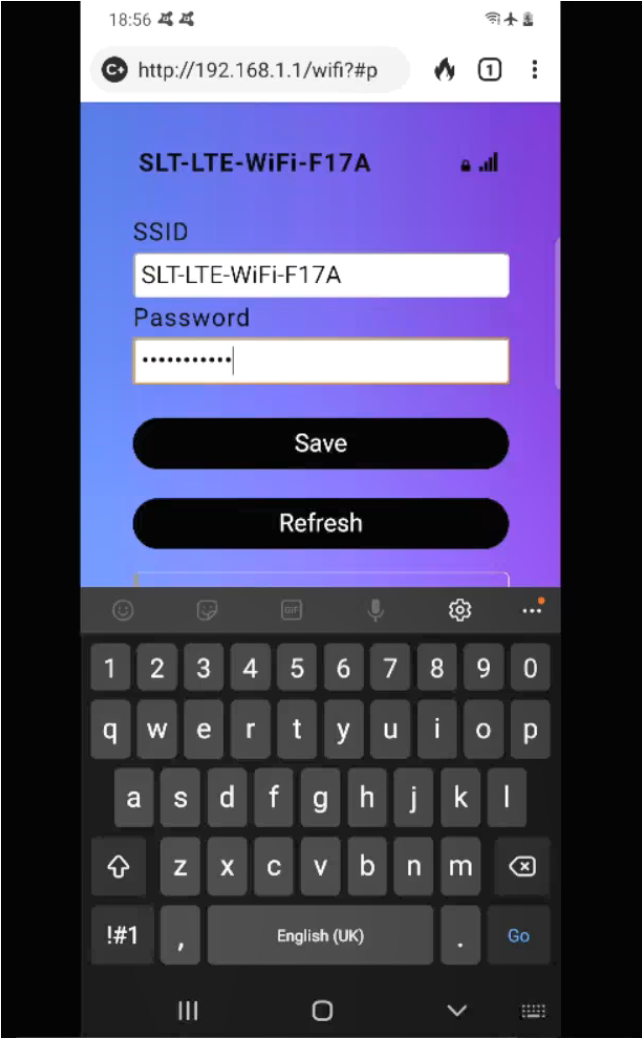 18:56
http://192.168.1.1/wifi?#p
1
SLT-LTE-WiFi-F17A
SSID
SLT-LTE-WiFi-F17A
Password
•••••••••••
Save
Refresh
GIF
1 2 3 4 5 6 7 8 9 0
q w e r t y u i o p
a s d f g h j k l
z x c v b n m
!#1 , English (UK) . Go